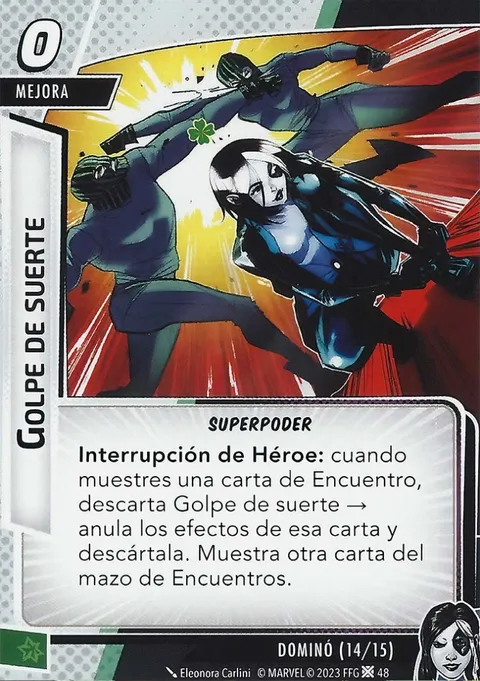 0
MEJORA
GOLPE DE SUERTE
SUPERPODER
Interrupción de Héroe: cuando
muestres una carta de Encuentro,
descarta Golpe de suerte →
anula los efectos de esa carta y
descártala. Muestra otra carta del
mazo de Encuentros.
DOMINÓ (14/15)
Eleonora Carlini © MARVEL © 2023 FFG 48